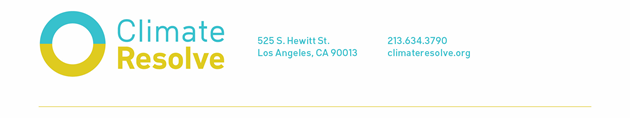 Climate
Resolve
525 S. Hewitt St.
Los Angeles, CA 90013
213.634.3790
climateresolve.org